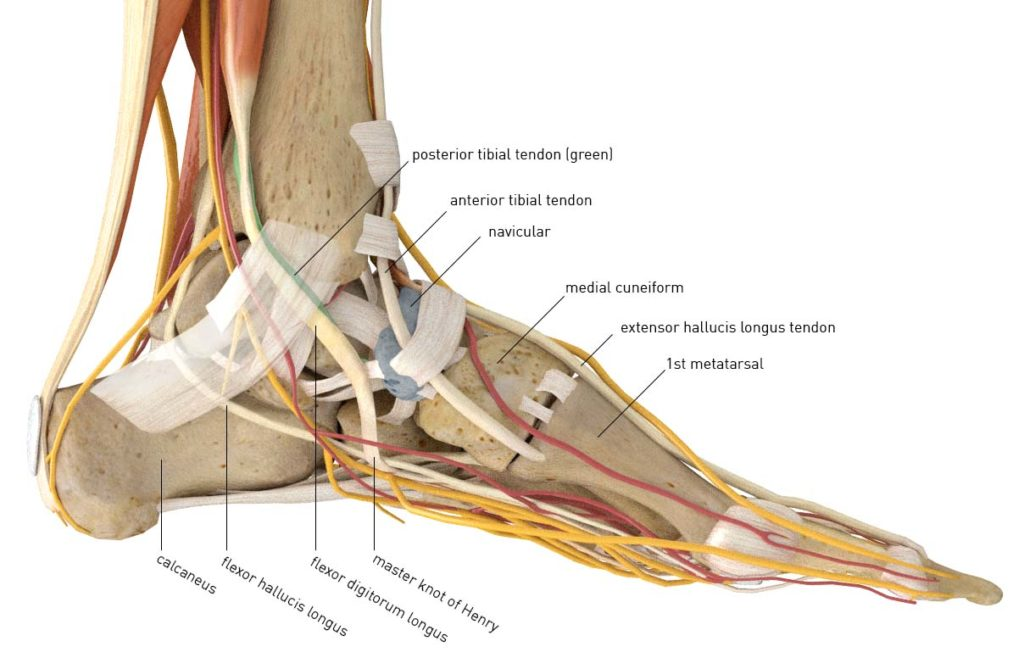 posterior tibial tendon (green)
anterior tibial tendon
navicular
medial cuneiform
extensor hallucis longus tendon
1st metatarsal
calcaneus
flexor hallucis longus
flexor digitorum longus
master knot of Henry